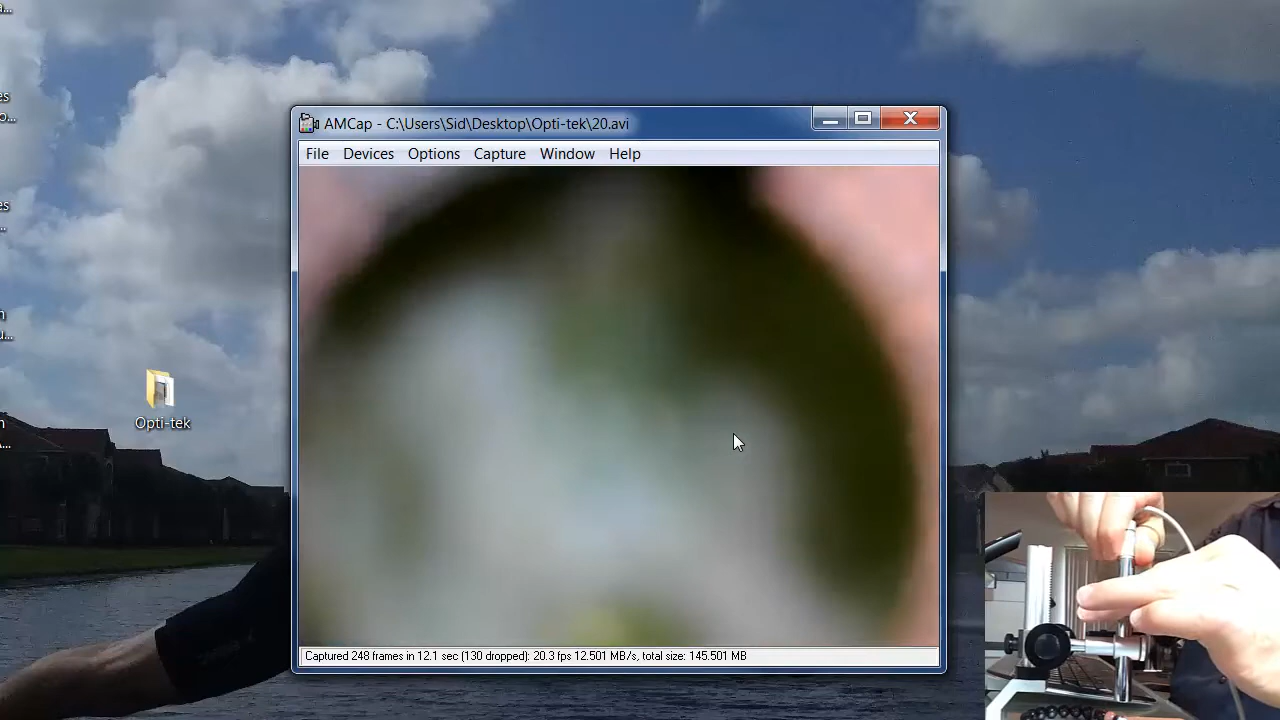 AMCap - C:\Users\Sid\Desktop\Opti-tek\20.avi
File Devices Options Capture Window Help
Opti-tek
Captured 248 frames in 12.1 sec (130 dropped): 20.3 fps 12.501 MB/s, total size: 145.501 MB